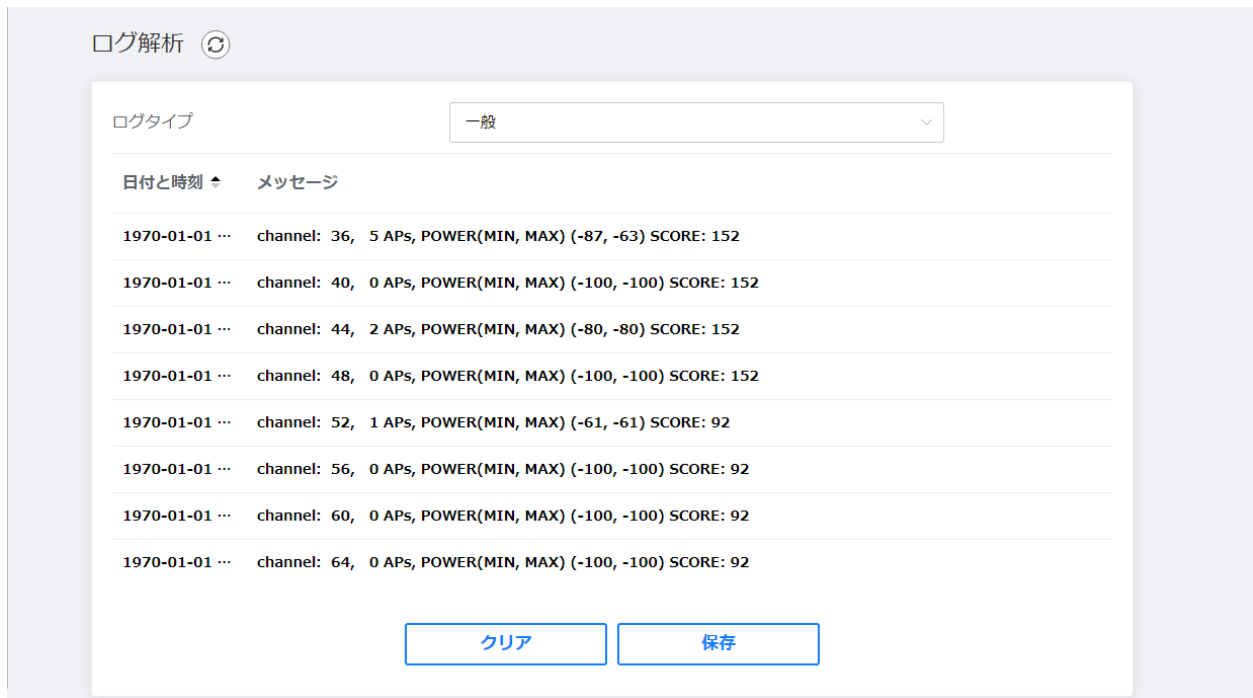 ログ解析
ログタイプ 一般
日付と時刻 メッセージ
1970-01-01 … channel: 36, 5 APs, POWER(MIN, MAX) (-87, -63) SCORE: 152
1970-01-01 … channel: 40, 0 APs, POWER(MIN, MAX) (-100, -100) SCORE: 152
1970-01-01 … channel: 44, 2 APs, POWER(MIN, MAX) (-80, -80) SCORE: 152
1970-01-01 … channel: 48, 0 APs, POWER(MIN, MAX) (-100, -100) SCORE: 152
1970-01-01 … channel: 52, 1 APs, POWER(MIN, MAX) (-61, -61) SCORE: 92
1970-01-01 … channel: 56, 0 APs, POWER(MIN, MAX) (-100, -100) SCORE: 92
1970-01-01 … channel: 60, 0 APs, POWER(MIN, MAX) (-100, -100) SCORE: 92
1970-01-01 … channel: 64, 0 APs, POWER(MIN, MAX) (-100, -100) SCORE: 92
クリア 保存